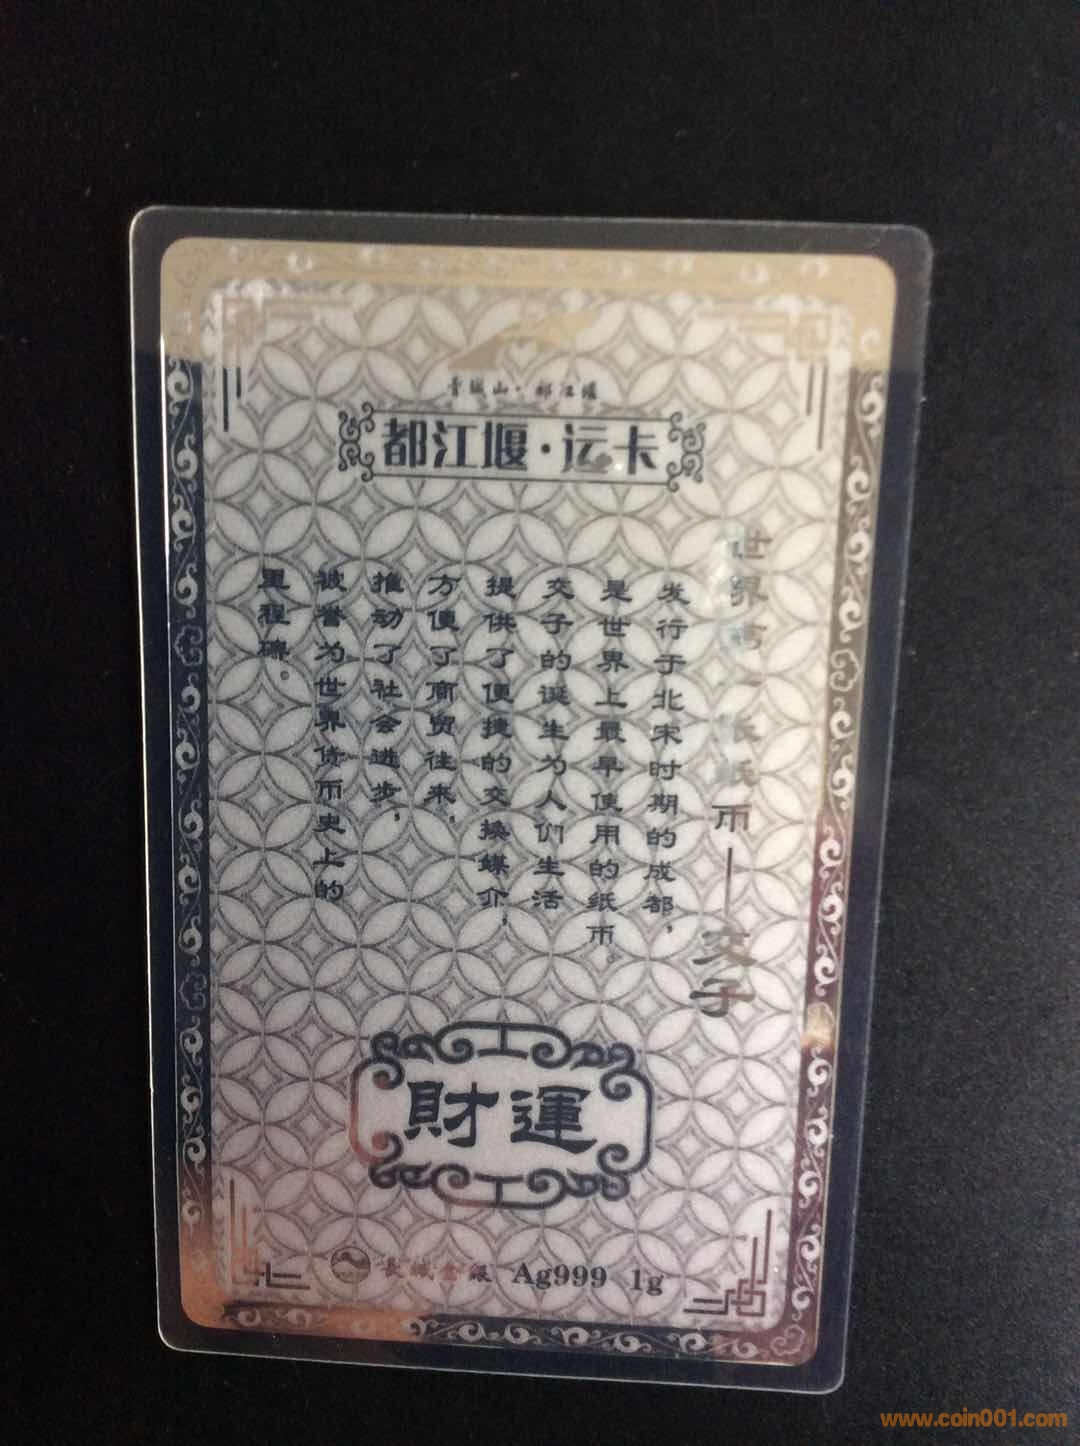 青城山·都江堰
都江堰·运卡
世界第一张纸币——交子
发行于北宋时期的成都，
是世界上最早使用的纸币。
交子的诞生为人们生活
提供了便捷的交换媒介，
方便了商贸往来，
推动了社会进步，
被誉为世界货币史上的
里程碑。
財運
長城金銀 Ag999 1g
www.coin001.com